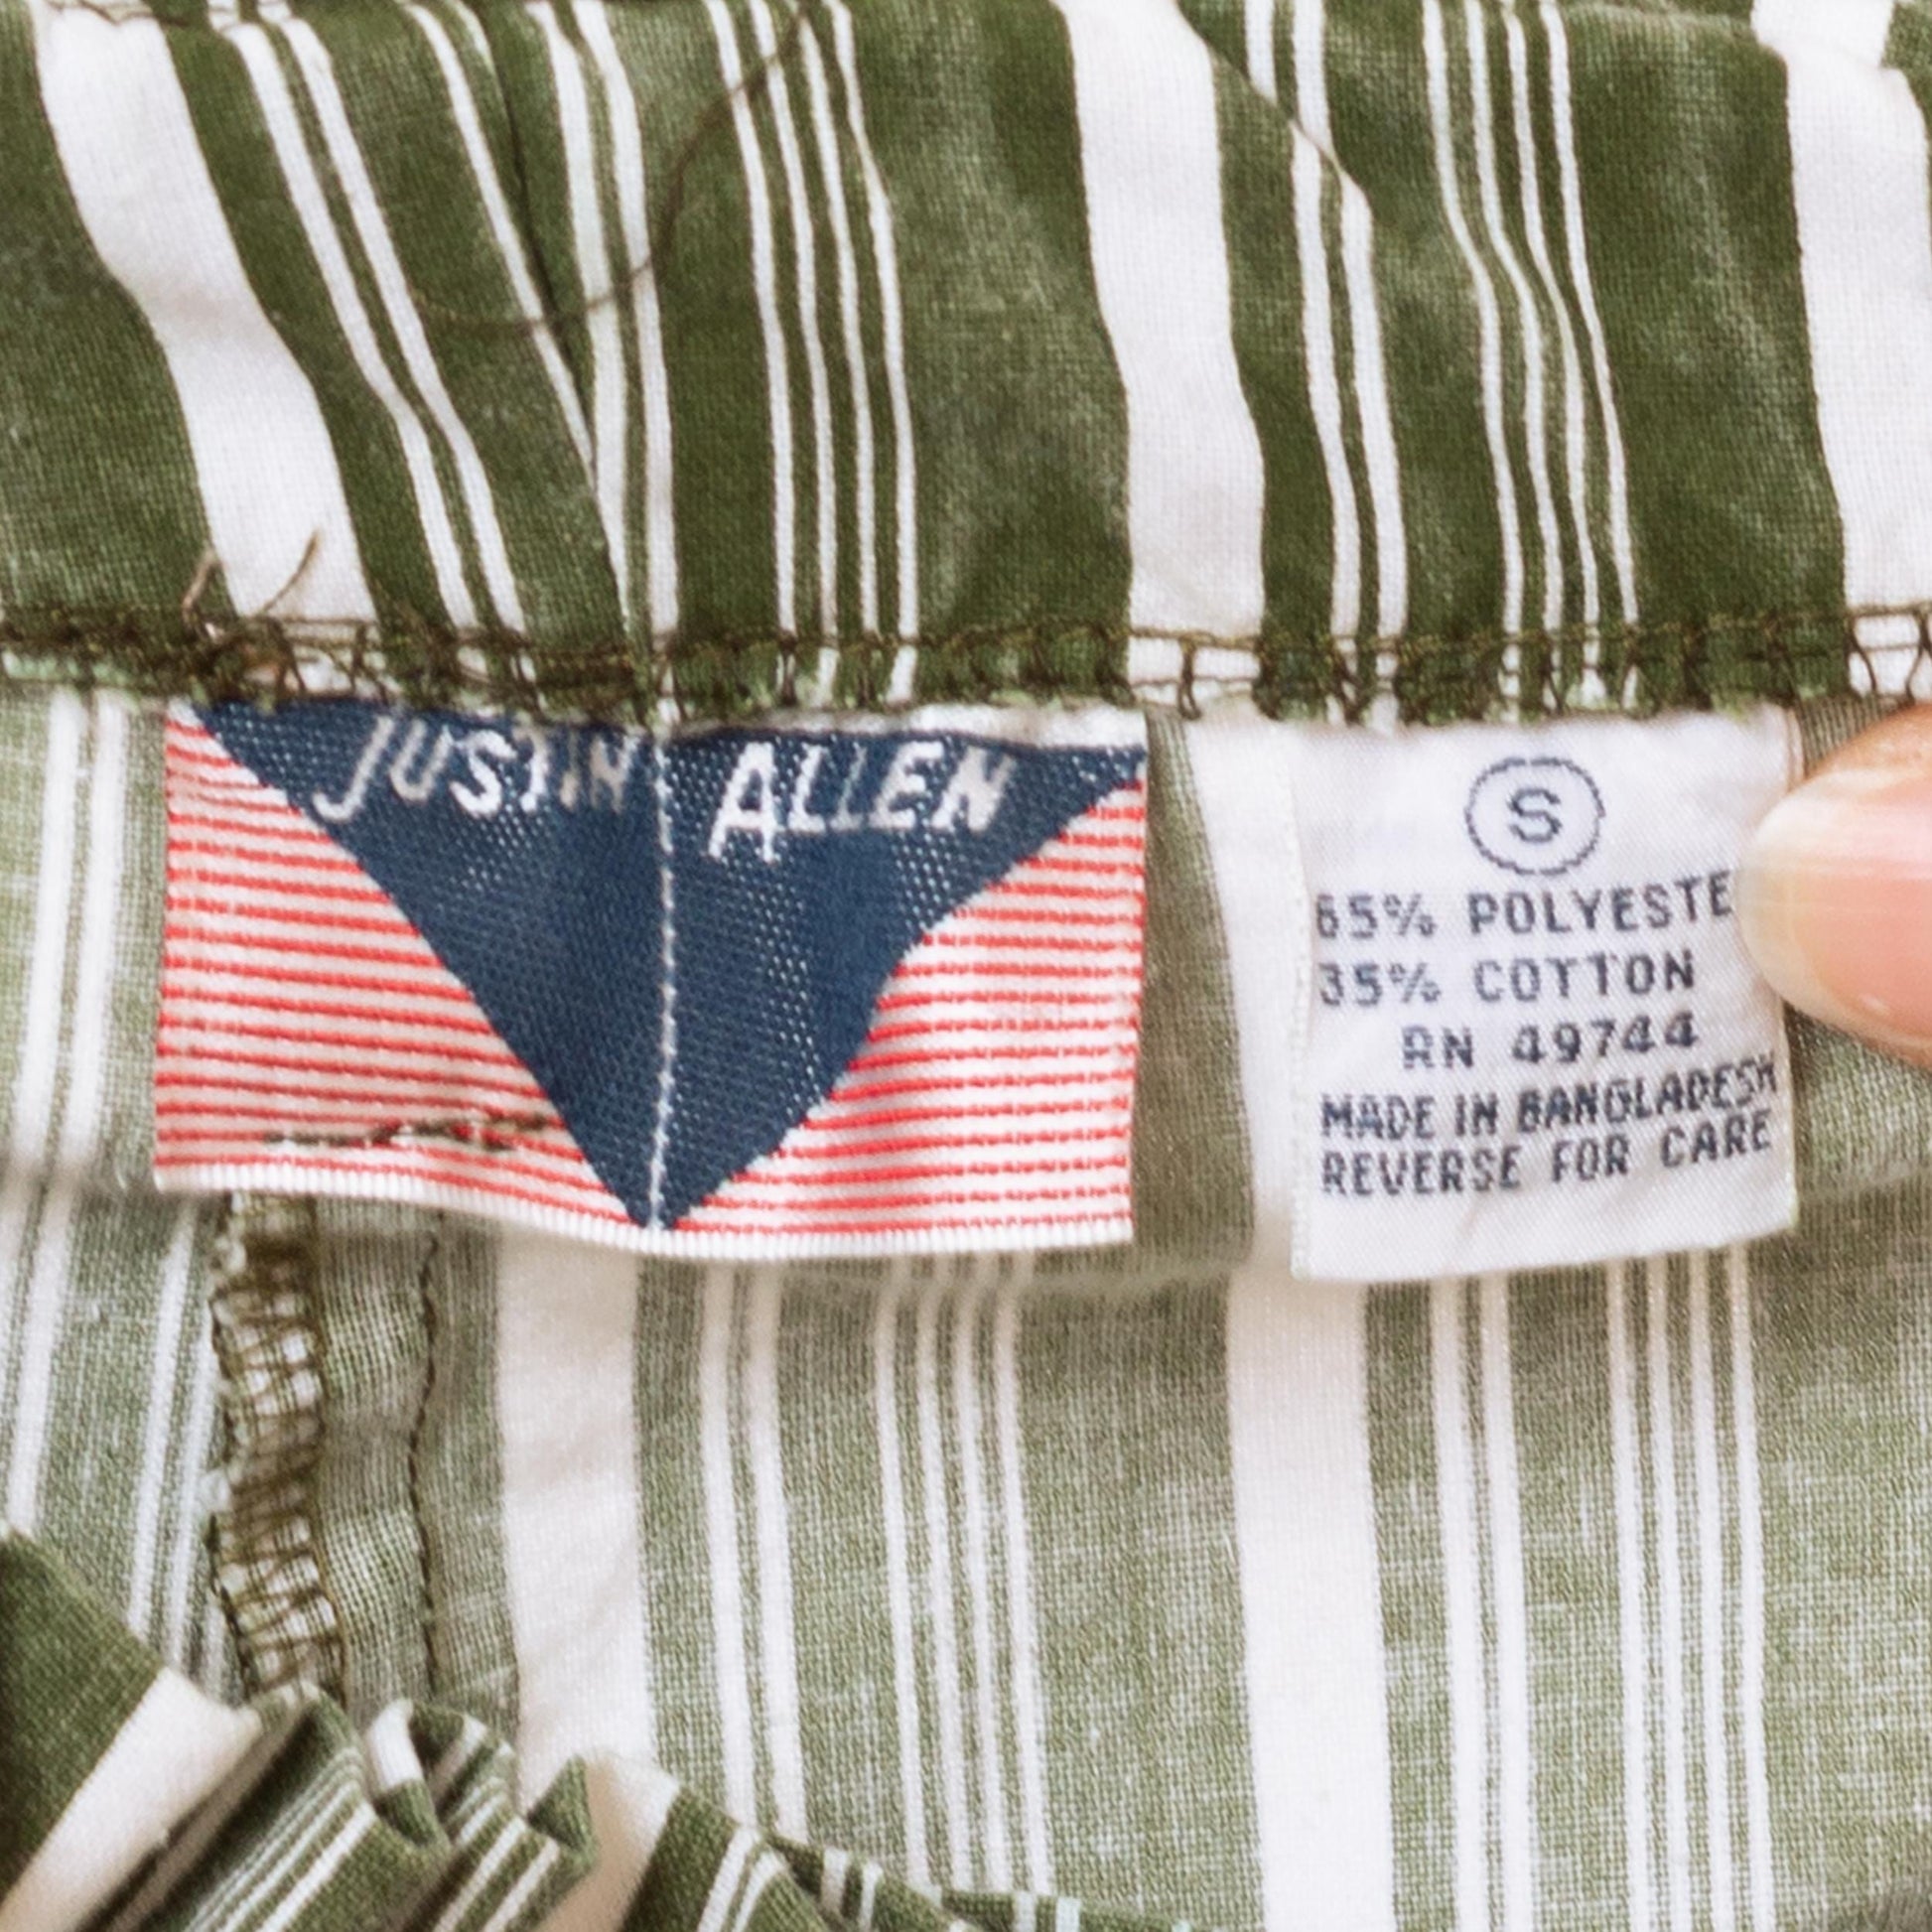 JUSTIN ALLEN
S
65% POLYESTE
35% COTTON
RN 49744
MADE IN BANGLADESH
REVERSE FOR CARE